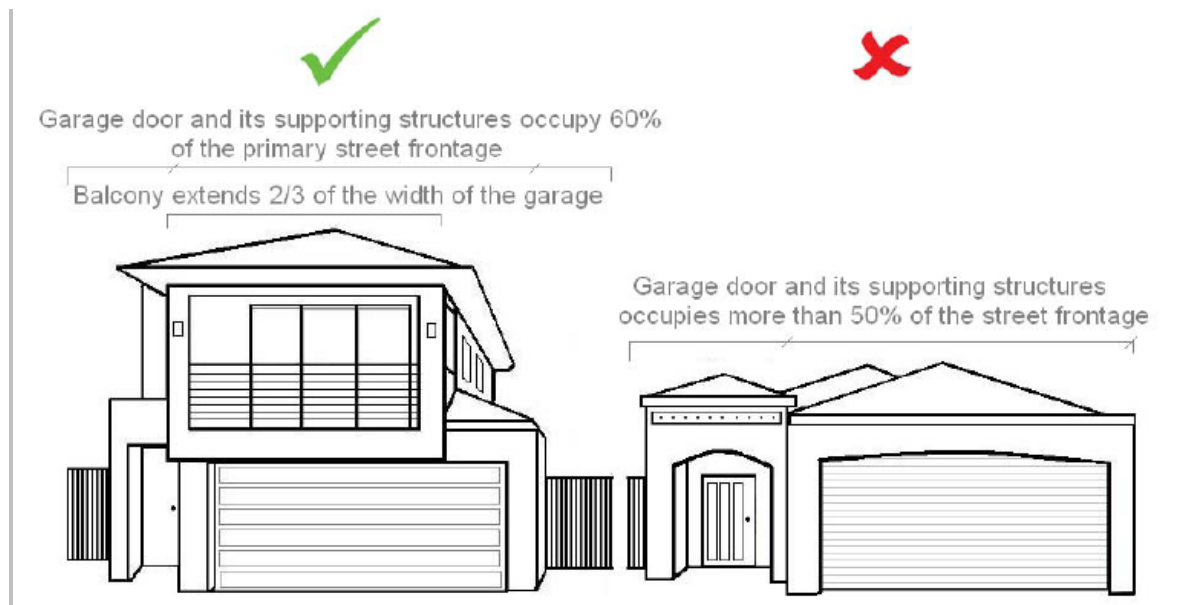 Garage door and its supporting structures occupy 60%
of the primary street frontage
Balcony extends 2/3 of the width of the garage
Garage door and its supporting structures
occupies more than 50% of the street frontage